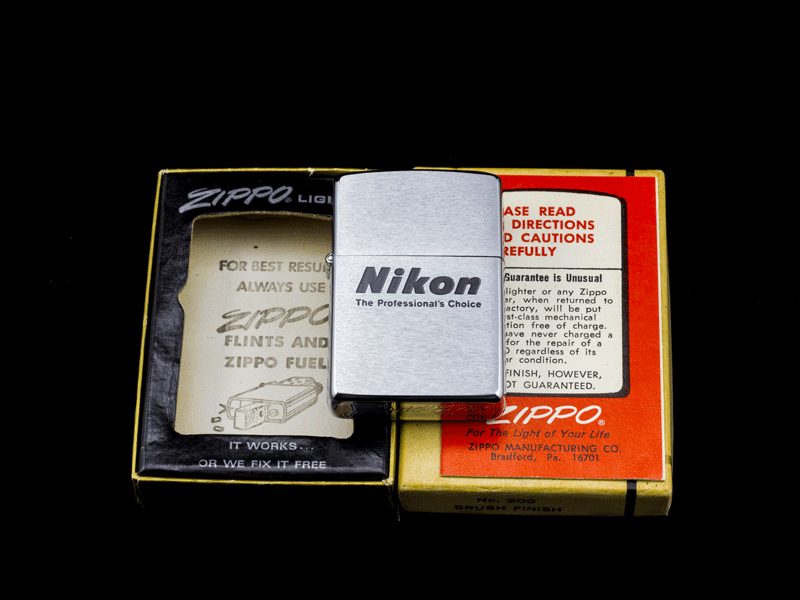 ZIPPO® LIGH
FOR BEST RESUL
ALWAYS USE
ZIPPO
FLINTS AND
ZIPPO FUEL
IT WORKS...
OR WE FIX IT FREE
Nikon
The Professional's Choice
ASE READ
DIRECTIONS
D CAUTIONS
REFULLY
Guarantee is Unusual
lighter or any Zippo
er, when returned to
actory, will be put
st-class mechanical
tion free of charge.
ave never charged a
for the repair of a
O regardless of its
r condition.
FINISH, HOWEVER,
OT GUARANTEED.
ZIPPO®
For The Light of Your Life
ZIPPO MANUFACTURING CO.
Bradford, Pa. 16701
No. 200
BRUSH FINISH